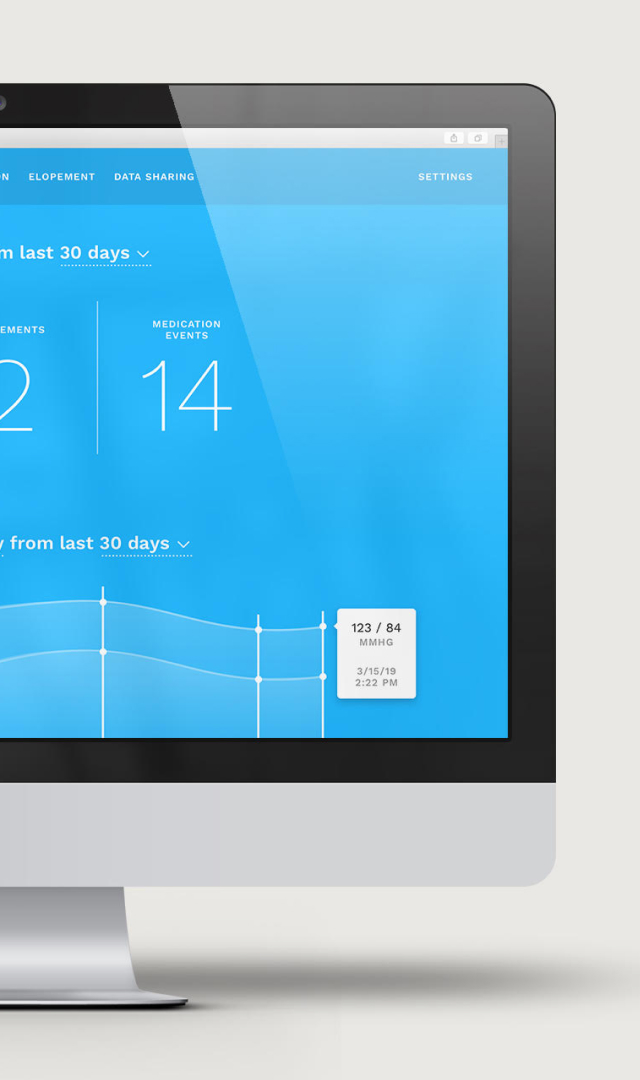 N ELOPEMENT DATA SHARING SETTINGS
m last 30 days
EMENTS
MEDICATION
EVENTS
2 14
y from last 30 days
123 / 84
MMHG
3/15/19
2:22 PM